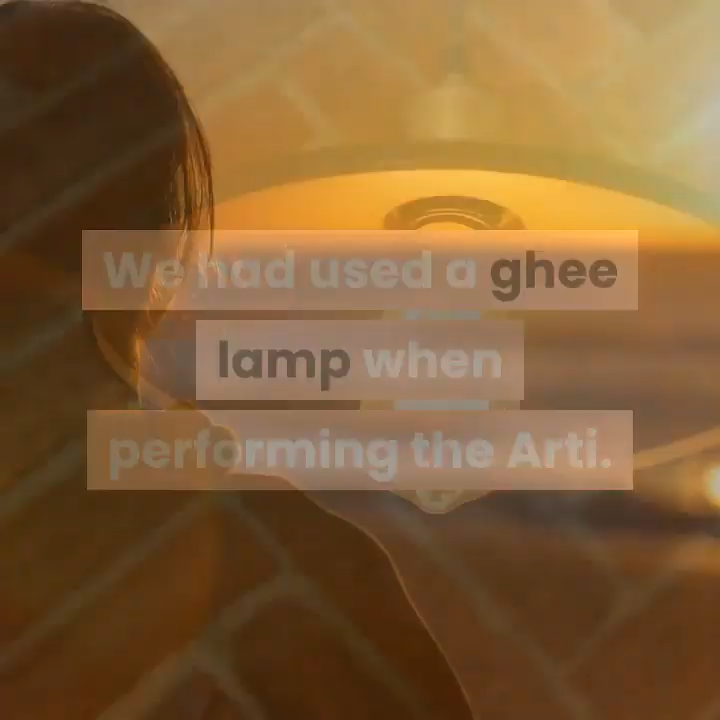 We had used a ghee
lamp when
performing the Arti.